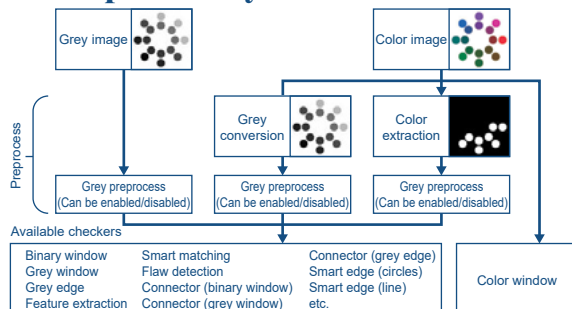 Grey image
Color image
Preprocess
Grey
conversion
Color
extraction
Grey preprocess
(Can be enabled/disabled)
Grey preprocess
(Can be enabled/disabled)
Grey preprocess
(Can be enabled/disabled)
Available checkers
Binary window
Grey window
Grey edge
Feature extraction
Smart matching
Flaw detection
Connector (binary window)
Connector (grey window)
Connector (grey edge)
Smart edge (circles)
Smart edge (line)
etc.
Color window